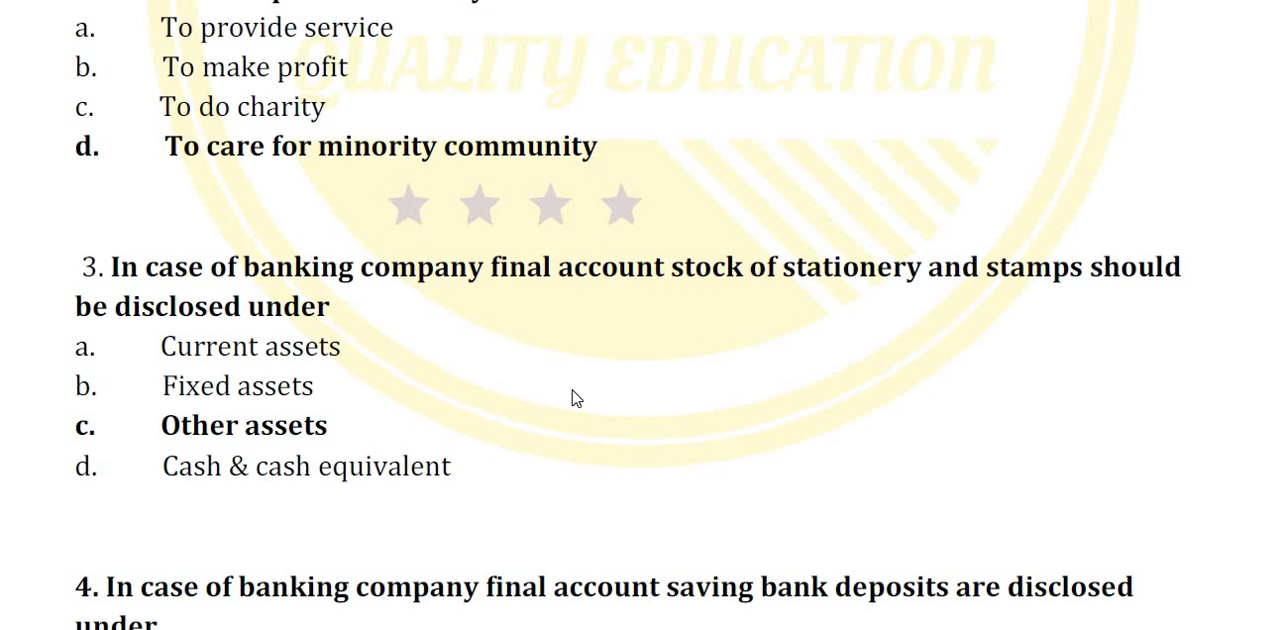 a. To provide service
b. To make profit
c. To do charity
d. To care for minority community
QUALITY EDUCATION
3. In case of banking company final account stock of stationery and stamps should
be disclosed under
a. Current assets
b. Fixed assets
c. Other assets
d. Cash & cash equivalent
4. In case of banking company final account saving bank deposits are disclosed
under